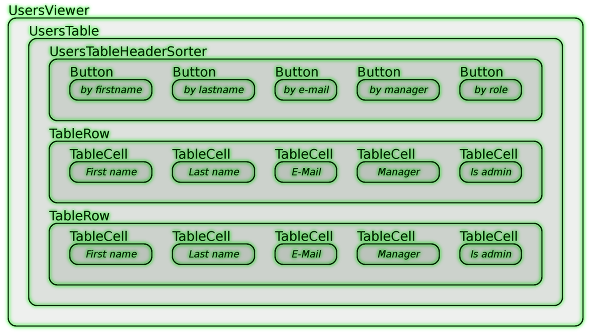 UsersViewer
UsersTable
UsersTableHeaderSorter
Button Button Button Button Button
by firstname by lastname by e-mail by manager by role
TableRow
TableCell TableCell TableCell TableCell TableCell
First name Last name E-Mail Manager Is admin
TableRow
TableCell TableCell TableCell TableCell TableCell
First name Last name E-Mail Manager Is admin